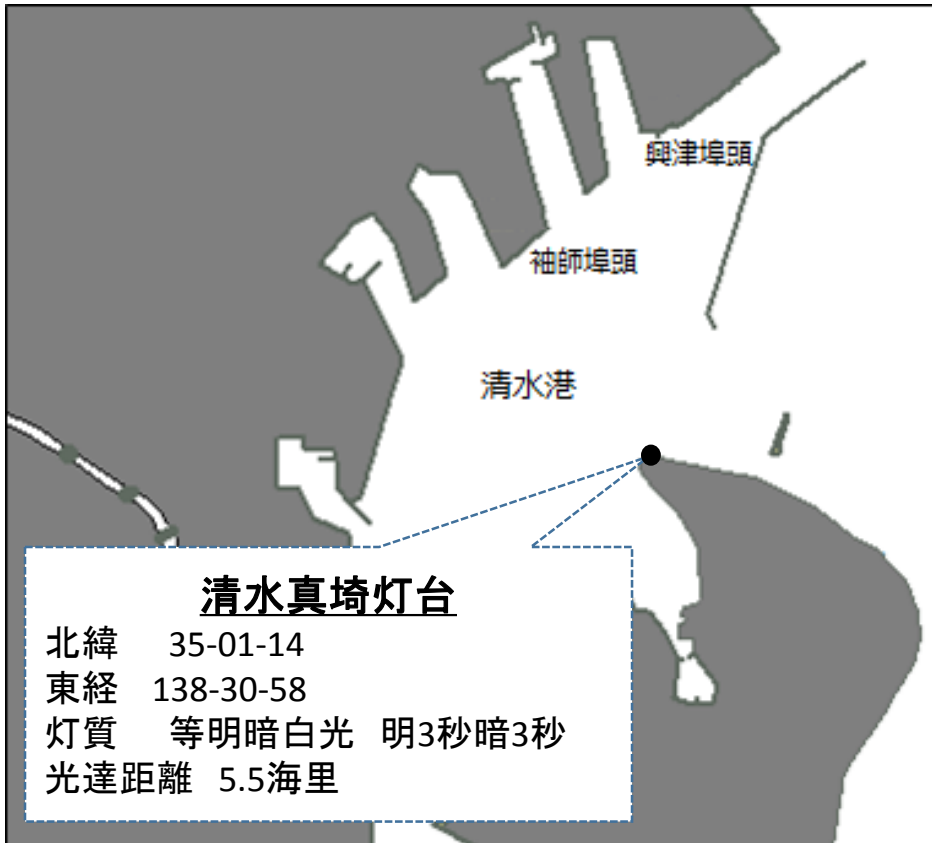 興津埠頭
袖師埠頭
清水港
清水真埼灯台
北緯 35-01-14
東経 138-30-58
灯質 等明暗白光 明3秒暗3秒
光達距離 5.5海里